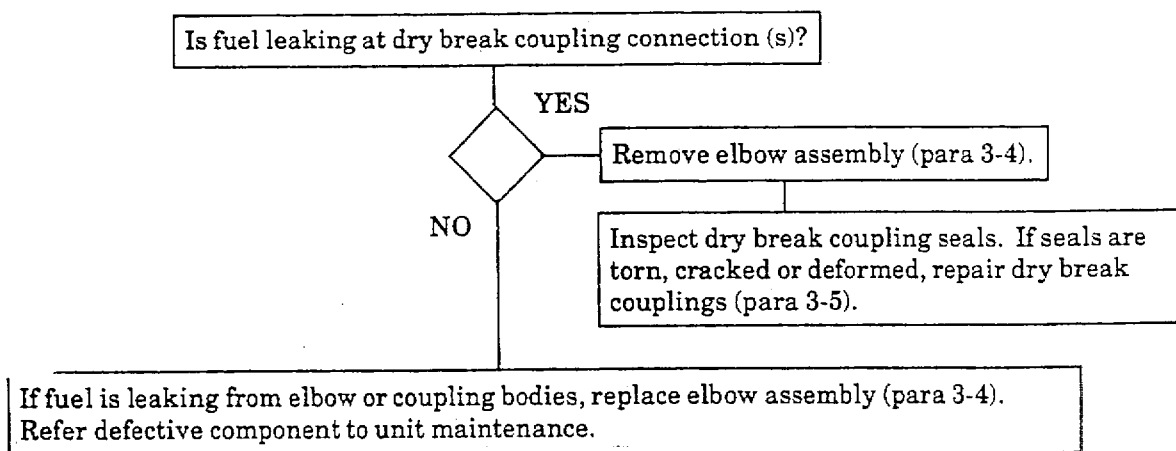 Is fuel leaking at dry break coupling connection (s)?
YES
Remove elbow assembly (para 3-4).
NO
Inspect dry break coupling seals. If seals are
torn, cracked or deformed, repair dry break
couplings (para 3-5).
If fuel is leaking from elbow or coupling bodies, replace elbow assembly (para 3-4).
Refer defective component to unit maintenance.